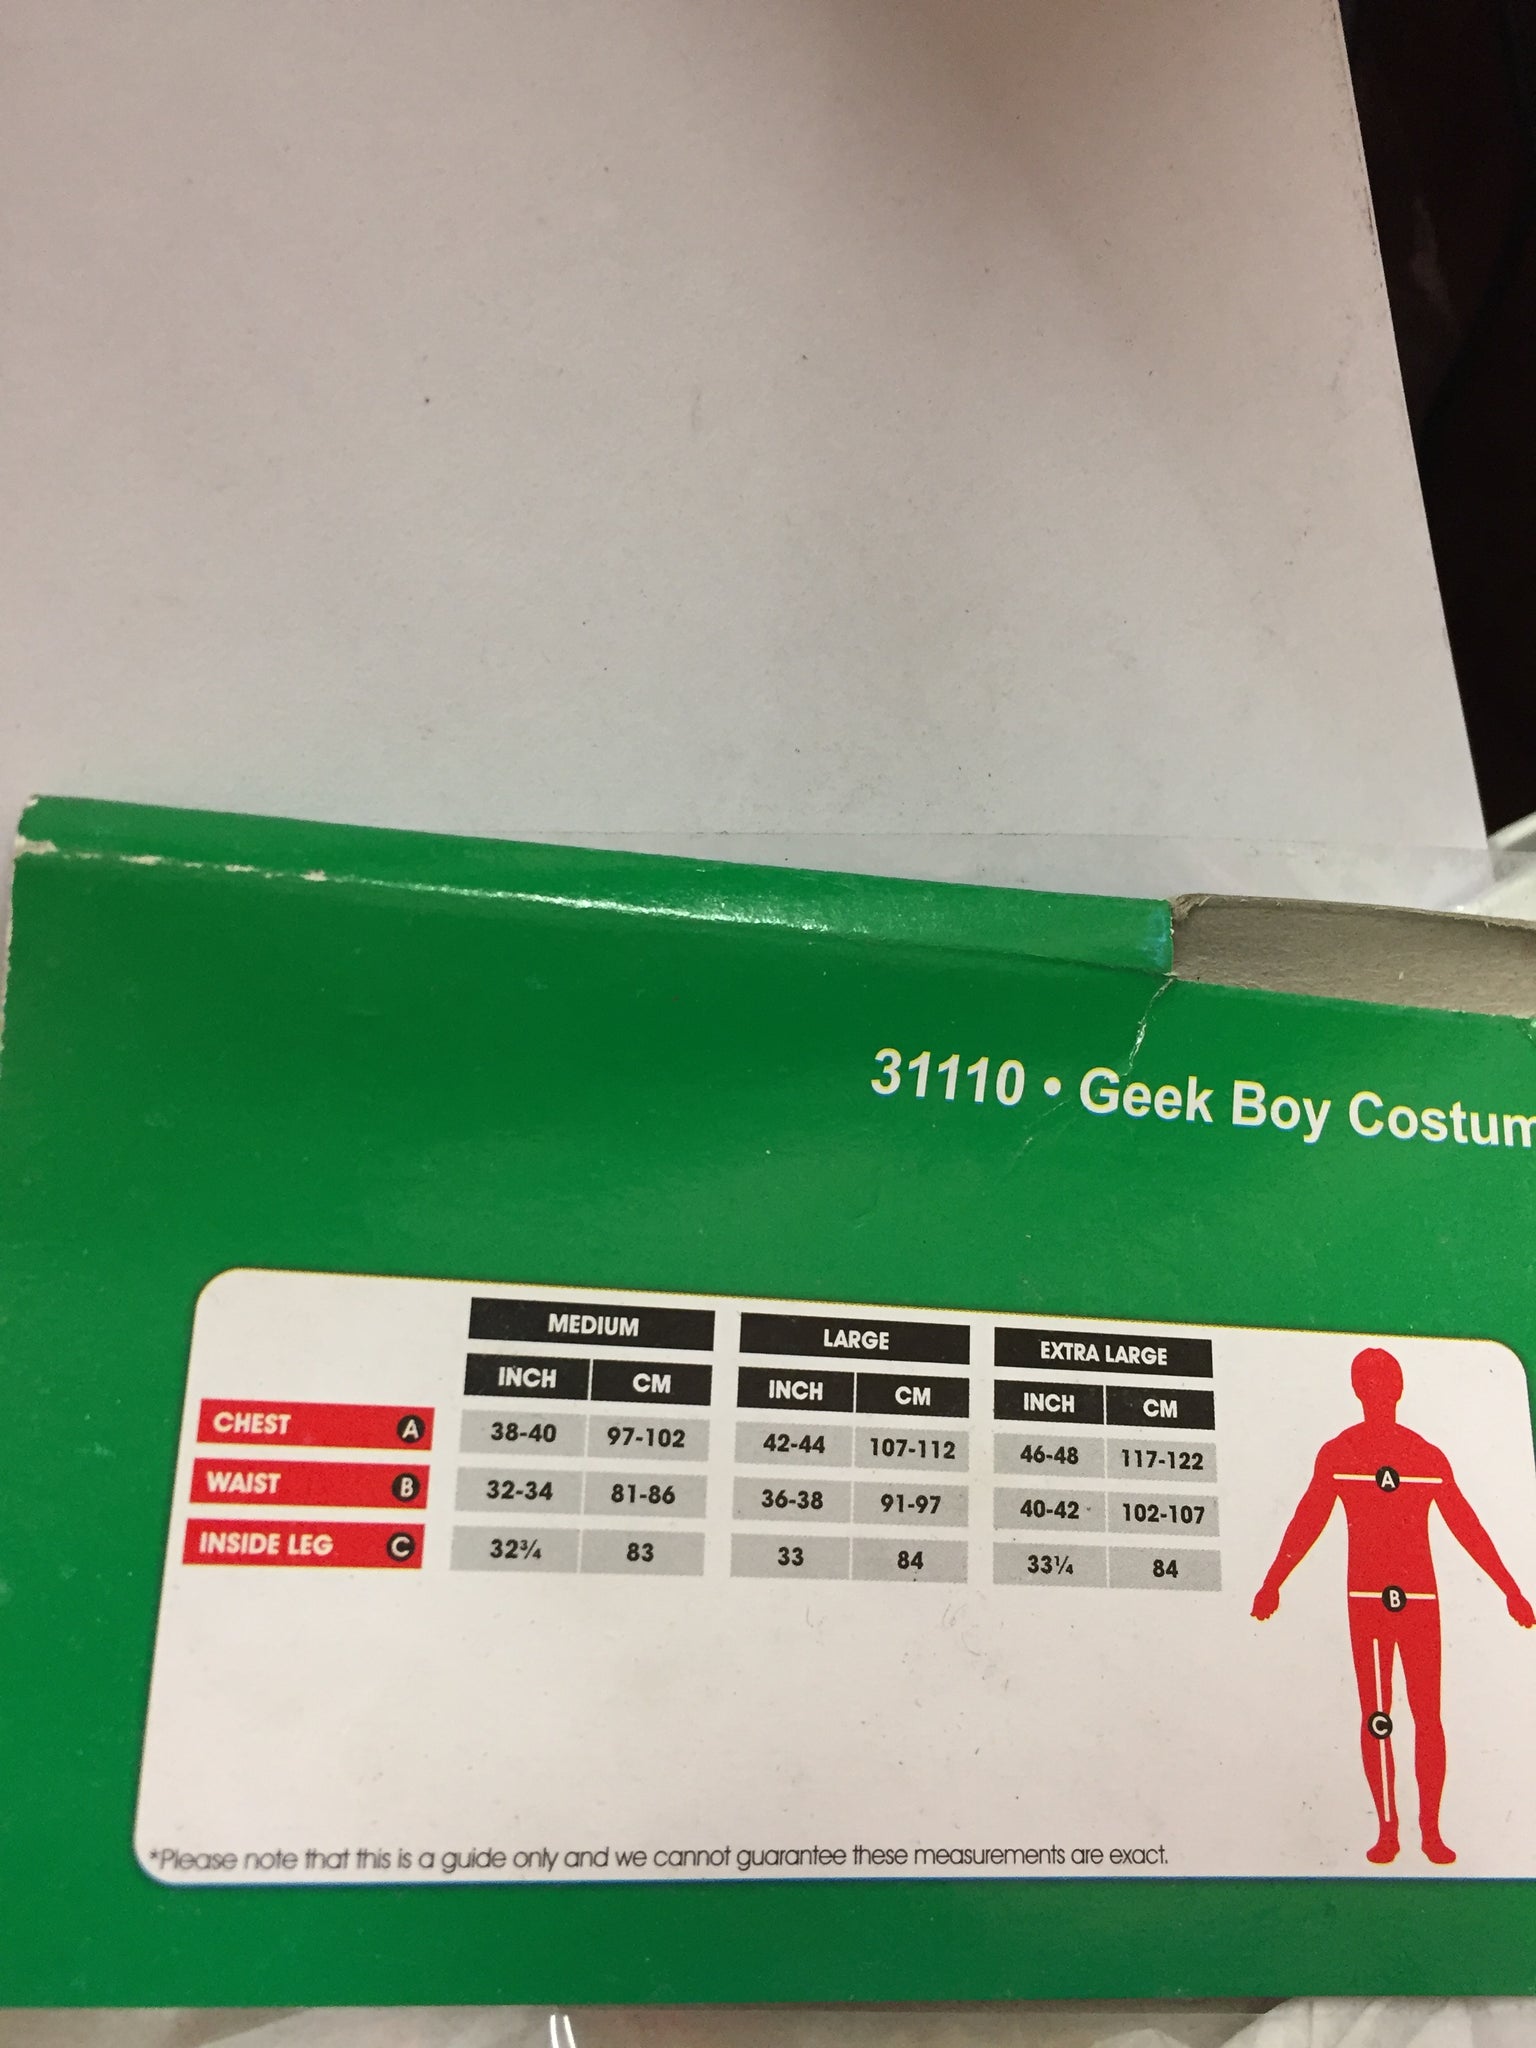 31110 • Geek Boy Costum
MEDIUM LARGE EXTRA LARGE
INCH CM INCH CM INCH CM
CHEST A 38-40 97-102 42-44 107-112 46-48 117-122
WAIST B 32-34 81-86 36-38 91-97 40-42 102-107
INSIDE LEG C 32¾ 83 33 84 33¼ 84
A
B
C
*Please note that this is a guide only and we cannot guarantee these measurements are exact.